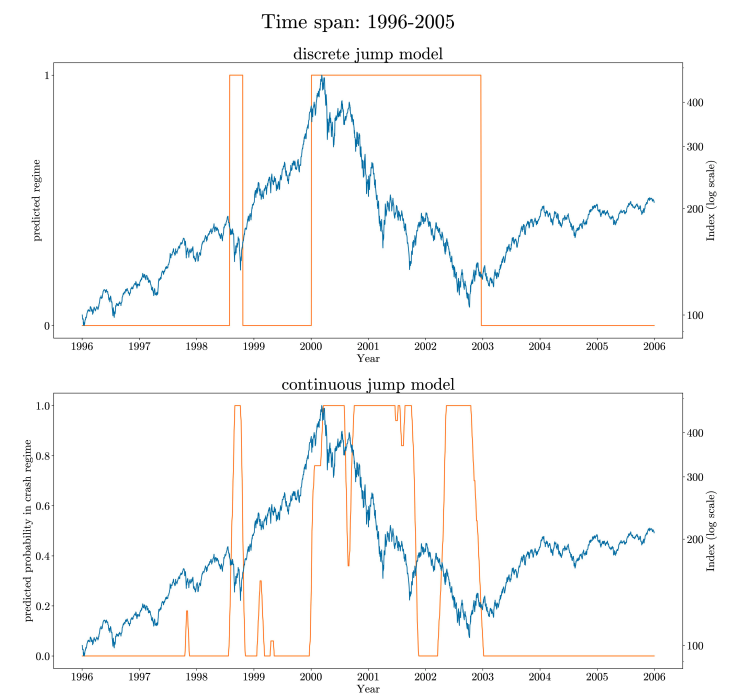 Time span: 1996-2005
discrete jump model
1
0
predicted regime
400
300
200
100
Index (log scale)
1996 1997 1998 1999 2000 2001 2002 2003 2004 2005 2006
Year
continuous jump model
1.0
0.8
0.6
0.4
0.2
0.0
predicted probability in crash regime
400
300
200
100
Index (log scale)
1996 1997 1998 1999 2000 2001 2002 2003 2004 2005 2006
Year